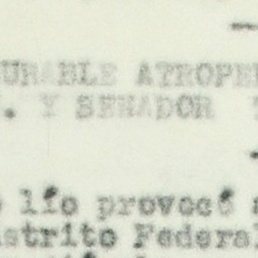 URABLE ATROPE
. Y SENADOR
lío provocó a
istrito Federal